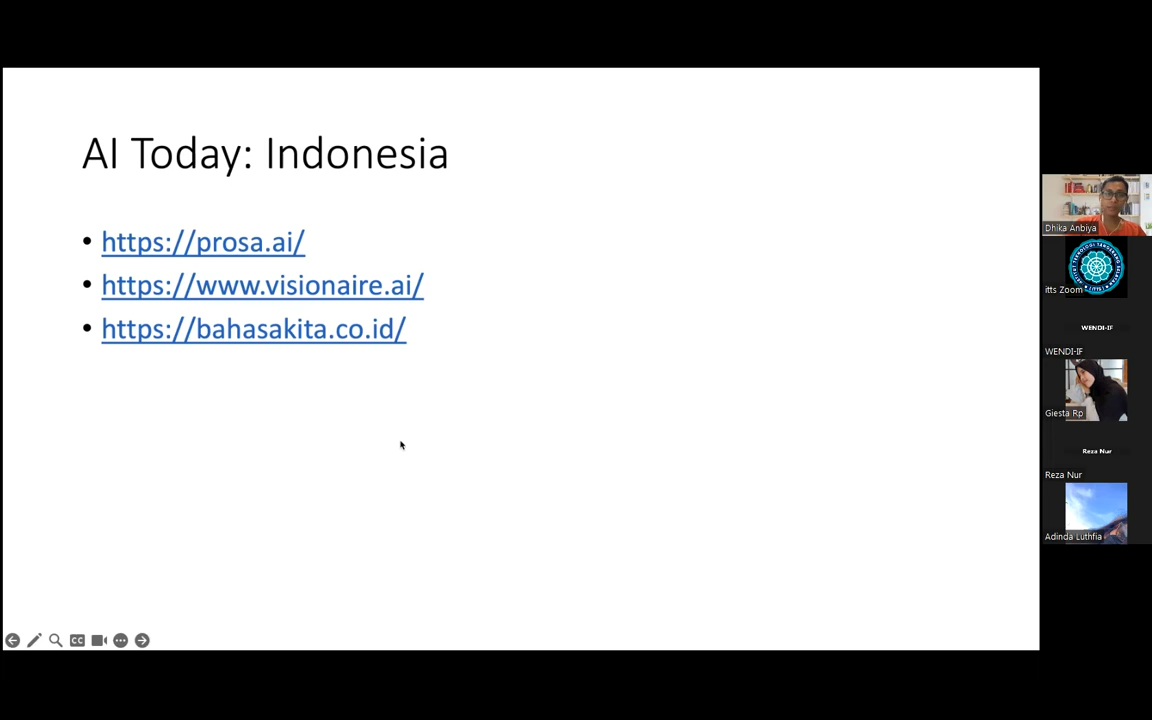 AI Today: Indonesia
• https://prosa.ai/
• https://www.visionaire.ai/
• https://bahasakita.co.id/
Dhika Anbiya
itts Zoom
WENDI-IF
WENDI-IF
Giesta Rp
Reza Nur
Reza Nur
Adinda Luthfia
CC